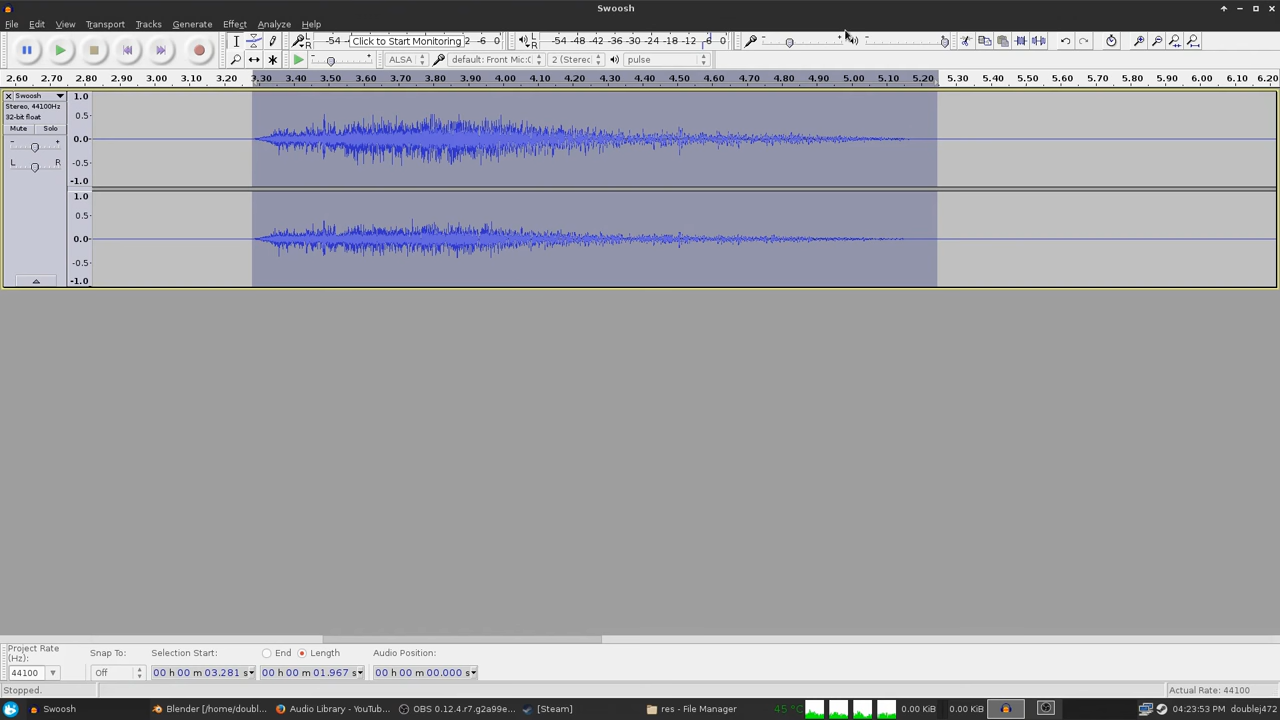 Swoosh
File Edit View Transport Tracks Generate Effect Analyze Help
L R -54 Click to Start Monitoring 2 -6 0 L R -54 -48 -42 -36 -30 -24 -18 -12 -6 0 - + - +
ALSA default: Front Mic:( 2 (Sterec pulse
2.60 2.70 2.80 2.90 3.00 3.10 3.20 3.30 3.40 3.50 3.60 3.70 3.80 3.90 4.00 4.10 4.20 4.30 4.40 4.50 4.60 4.70 4.80 4.90 5.00 5.10 5.20 5.30 5.40 5.50 5.60 5.70 5.80 5.90 6.00 6.10 6.20
Swoosh
Stereo, 44100Hz
32-bit float
Mute Solo
- +
L R
1.0
0.5-
0.0-
-0.5-
-1.0
1.0
0.5-
0.0-
-0.5-
-1.0
Project Rate (Hz): Snap To: Selection Start: End Length Audio Position:
44100 Off 00 h 00 m 03.281 s 00 h 00 m 01.967 s 00 h 00 m 00.000 s
Stopped. Actual Rate: 44100
Swoosh Blender [/home/doubl... Audio Library - YouTub... OBS 0.12.4.r7.g2a99e... [Steam] res - File Manager 45 °C 0.00 KiB 0.00 KiB 04:23:53 PM doublej472